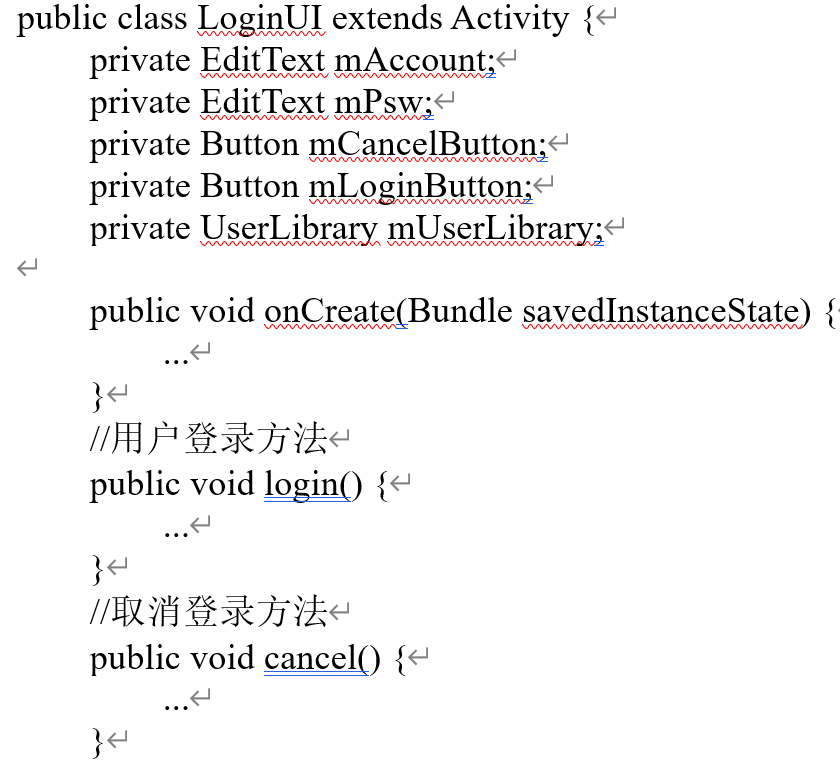 public class LoginUI extends Activity {
private EditText mAccount;
private EditText mPsw;
private Button mCancelButton;
private Button mLoginButton;
private UserLibrary mUserLibrary;
public void onCreate(Bundle savedInstanceState) {
...
}
//用户登录方法
public void login() {
...
}
//取消登录方法
public void cancel() {
...
}